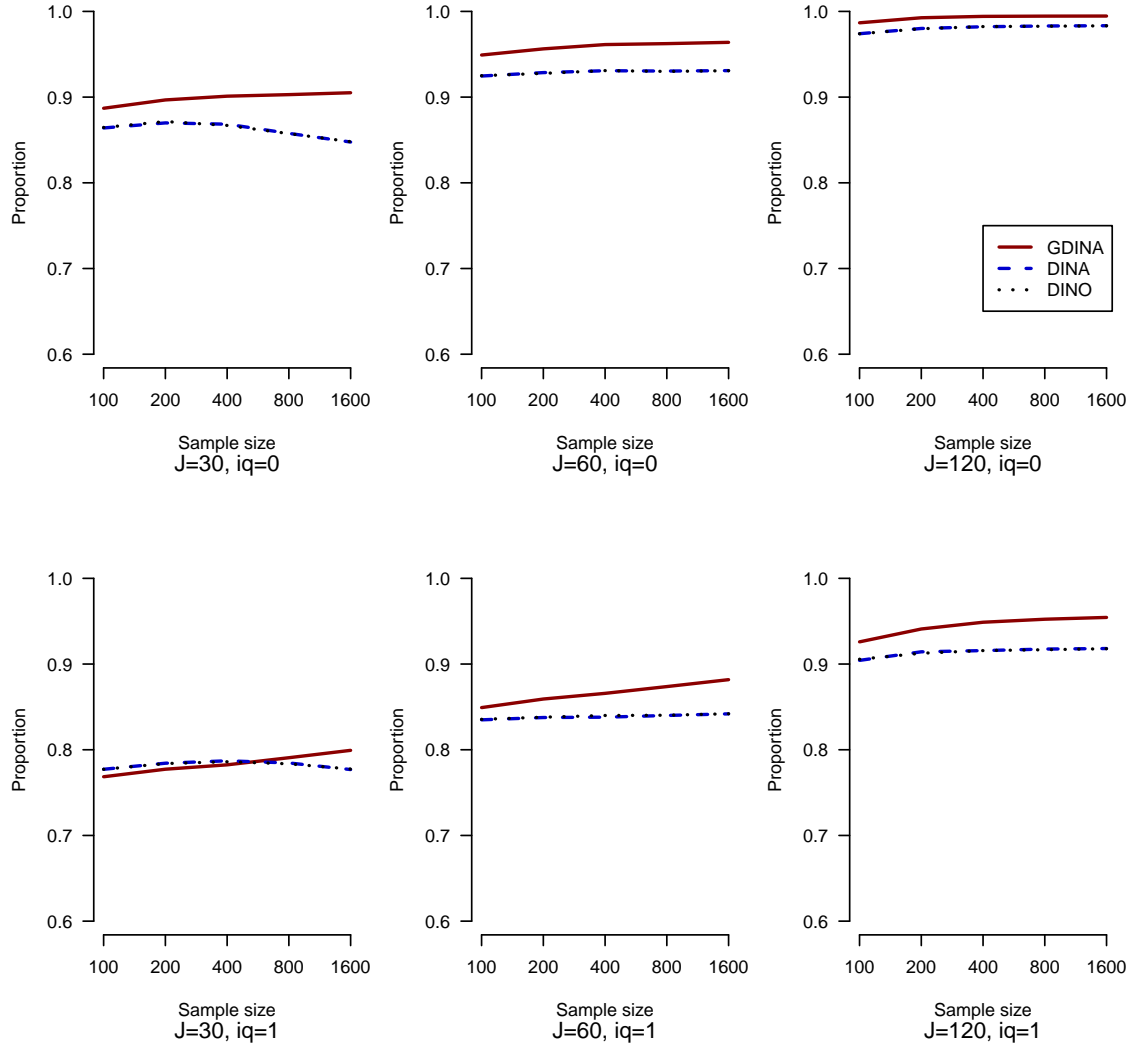 1.0
0.9
0.8
0.7
0.6
Proportion
100 200 400 800 1600
Sample size
J=30, iq=0
1.0
0.9
0.8
0.7
0.6
Proportion
100 200 400 800 1600
Sample size
J=60, iq=0
1.0
0.9
0.8
0.7
0.6
Proportion
GDINA
DINA
DINO
100 200 400 800 1600
Sample size
J=120, iq=0
1.0
0.9
0.8
0.7
0.6
Proportion
100 200 400 800 1600
Sample size
J=30, iq=1
1.0
0.9
0.8
0.7
0.6
Proportion
100 200 400 800 1600
Sample size
J=60, iq=1
1.0
0.9
0.8
0.7
0.6
Proportion
100 200 400 800 1600
Sample size
J=120, iq=1